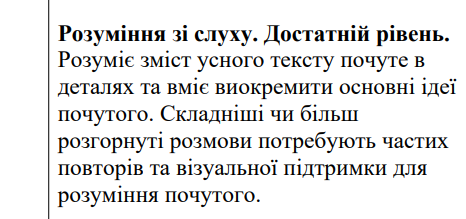 Розуміння зі слуху. Достатній рівень.
Розуміє зміст усного тексту почуте в
деталях та вміє виокремити основні ідеї
почутого. Складніші чи більш
розгорнуті розмови потребують частих
повторів та візуальної підтримки для
розуміння почутого.